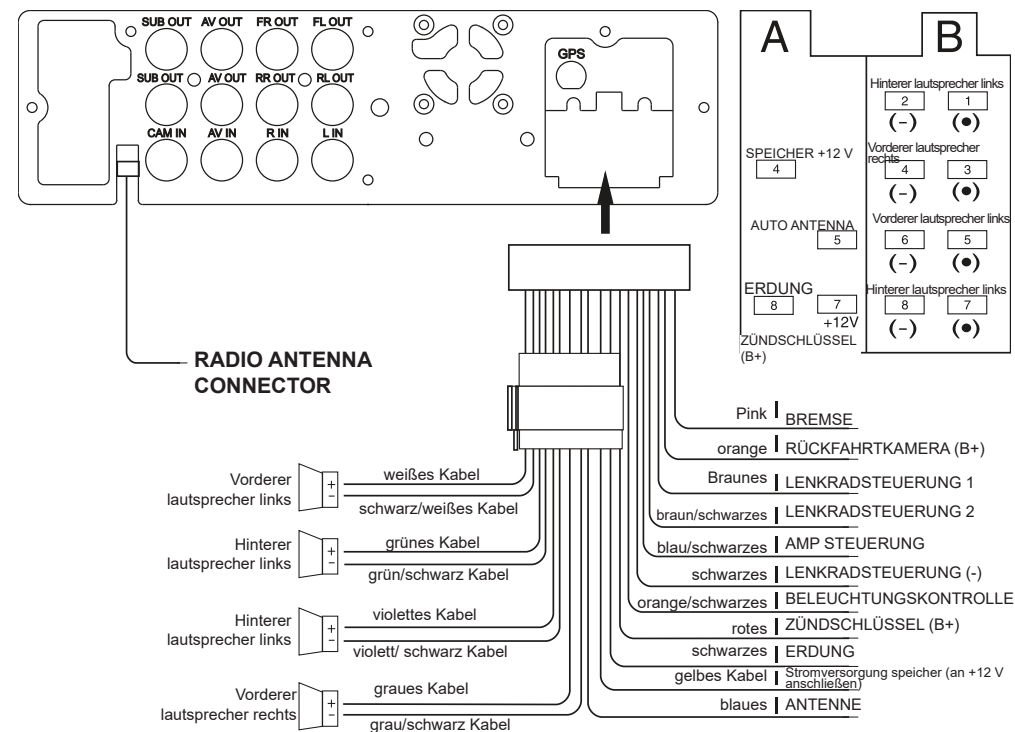 SUB OUT AV OUT FR OUT FL OUT
SUB OUT AV OUT RR OUT RL OUT
CAM IN AV IN R IN L IN
GPS
RADIO ANTENNA
CONNECTOR
A
SPEICHER +12 V
4
AUTO ANTENNA
5
ERDUNG
8 7
+12V
ZÜNDSCHLÜSSEL
(B+)
B
Hinterer lautsprecher links
2 1
(-) (●)
Vorderer lautsprecher
rechts
4 3
(-) (●)
Vorderer lautsprecher links
6 5
(-) (●)
Hinterer lautsprecher links
8 7
(-) (●)
Vorderer
lautsprecher links
+
-
weißes Kabel
schwarz/weißes Kabel
Hinterer
lautsprecher links
+
-
grünes Kabel
grün/schwarz Kabel
Hinterer
lautsprecher links
+
-
violettes Kabel
violett/ schwarz Kabel
Vorderer
lautsprecher rechts
+
-
graues Kabel
grau/schwarz Kabel
Pink BREMSE
orange RÜCKFAHRTKAMERA (B+)
Braunes LENKRADSTEUERUNG 1
braun/schwarzes LENKRADSTEUERUNG 2
blau/schwarzes AMP STEUERUNG
schwarzes LENKRADSTEUERUNG (-)
orange/schwarzes BELEUCHTUNGSKONTROLLE
rotes ZÜNDSCHLÜSSEL (B+)
schwarzes ERDUNG
gelbes Kabel Stromversorgung speicher (an +12 V
anschließen)
blaues ANTENNE